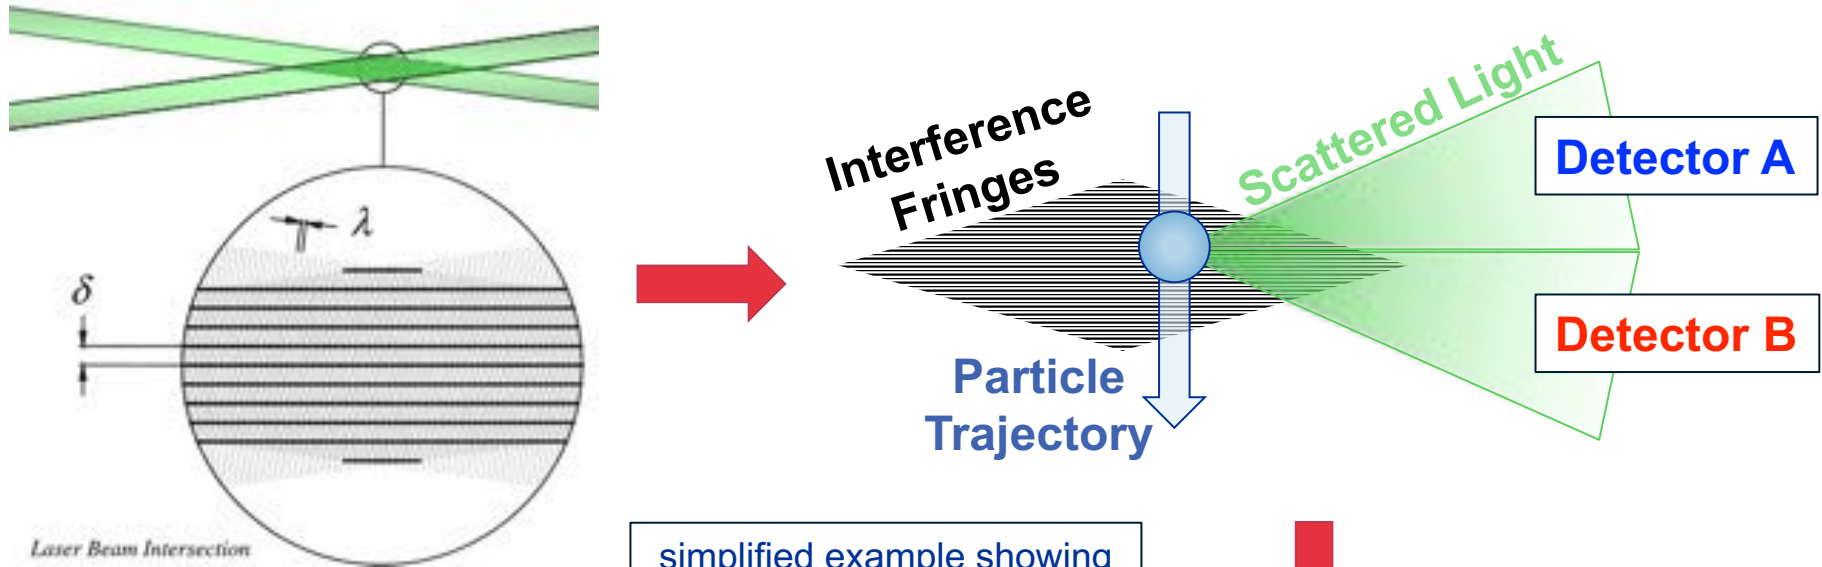 λ
δ
Laser Beam Intersection
Interference
Fringes
Scattered Light
Detector A
Detector B
Particle
Trajectory
simplified example showing